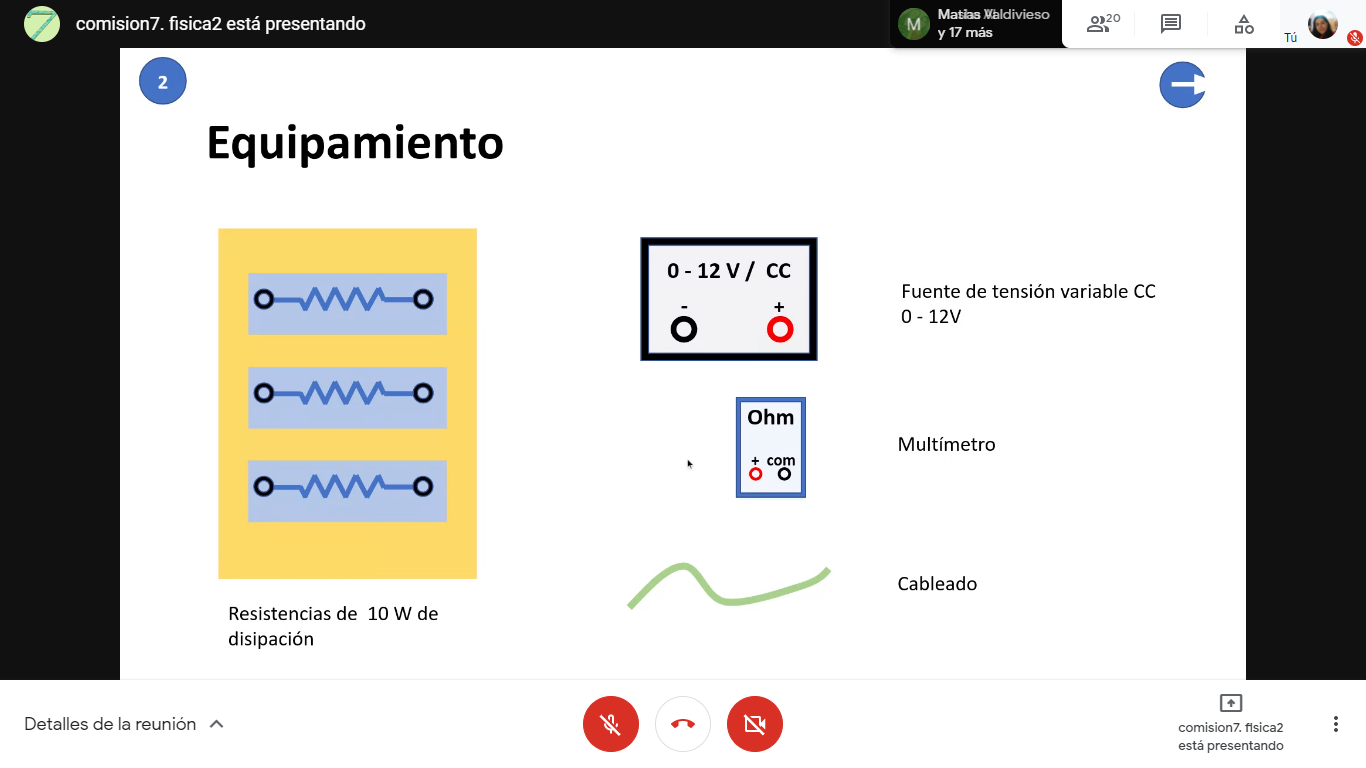 comision7. fisica2 está presentando
Valdivieso
y 17 más
M
20
Tú
2
Equipamiento
0 - 12 V / CC
- +
Fuente de tensión variable CC
0 - 12V
Ohm
+ com
Multímetro
Cableado
Resistencias de 10 W de
disipación
Detalles de la reunión
comision7. fisica2
está presentando